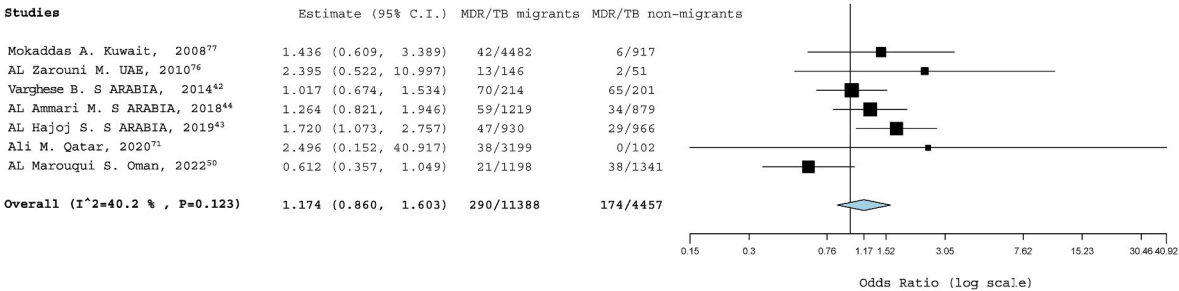 Studies Estimate (95% C.I.) MDR/TB migrants MDR/TB non-migrants
Mokaddas A. Kuwait, 2008⁷⁷ 1.436 (0.609, 3.389) 42/4482 6/917
AL Zarouni M. UAE, 2010⁷⁶ 2.395 (0.522, 10.997) 13/146 2/51
Varghese B. S ARABIA, 2014⁴² 1.017 (0.674, 1.534) 70/214 65/201
AL Ammari M. S ARABIA, 2018⁴⁴ 1.264 (0.821, 1.946) 59/1219 34/879
AL Hajoj S. S ARABIA, 2019⁴³ 1.720 (1.073, 2.757) 47/930 29/966
Ali M. Qatar, 2020⁷¹ 2.496 (0.152, 40.917) 38/3199 0/102
AL Marouqui S. Oman, 2022⁵⁰ 0.612 (0.357, 1.049) 21/1198 38/1341
Overall (I^2=40.2 % , P=0.123) 1.174 (0.860, 1.603) 290/11388 174/4457
0.15 0.3 0.76 1.17 1.52 3.05 7.62 15.23 30.46 40.92
Odds Ratio (log scale)